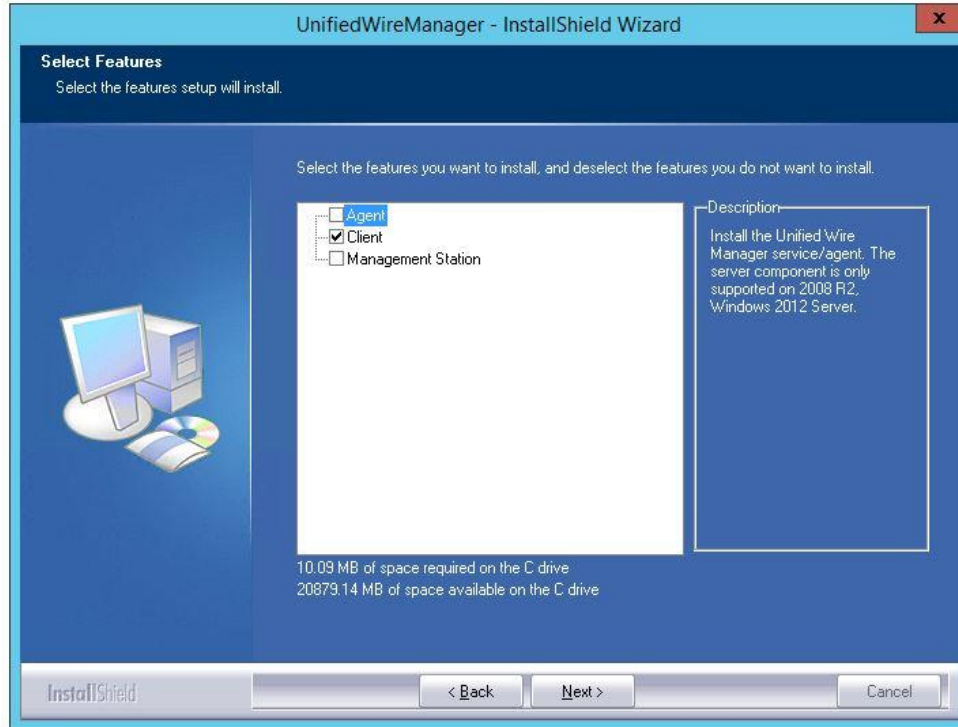 UnifiedWireManager - InstallShield Wizard
x
Select Features
Select the features setup will install.
Select the features you want to install, and deselect the features you do not want to install.
Agent
Client
Management Station
Description
Install the Unified Wire
Manager service/agent. The
server component is only
supported on 2008 R2,
Windows 2012 Server.
10.09 MB of space required on the C drive
20879.14 MB of space available on the C drive
InstallShield
< Back
Next >
Cancel